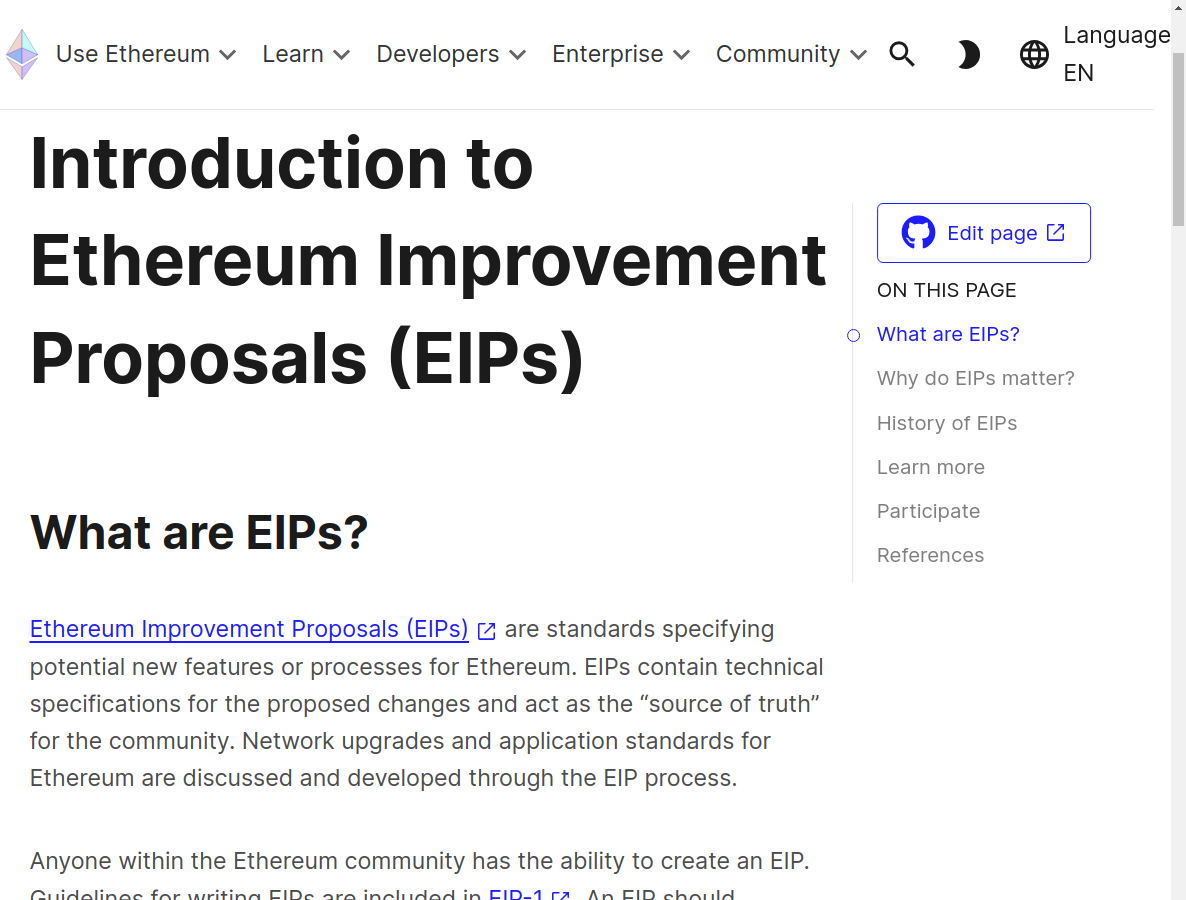 Use Ethereum
Learn
Developers
Enterprise
Community
Language
EN
Introduction to
Ethereum Improvement
Proposals (EIPs)
Edit page
ON THIS PAGE
What are EIPs?
Why do EIPs matter?
History of EIPs
Learn more
Participate
References
What are EIPs?
Ethereum Improvement Proposals (EIPs) are standards specifying
potential new features or processes for Ethereum. EIPs contain technical
specifications for the proposed changes and act as the “source of truth”
for the community. Network upgrades and application standards for
Ethereum are discussed and developed through the EIP process.
Anyone within the Ethereum community has the ability to create an EIP.
Guidelines for writing EIPs are included in EIP-1 . An EIP should